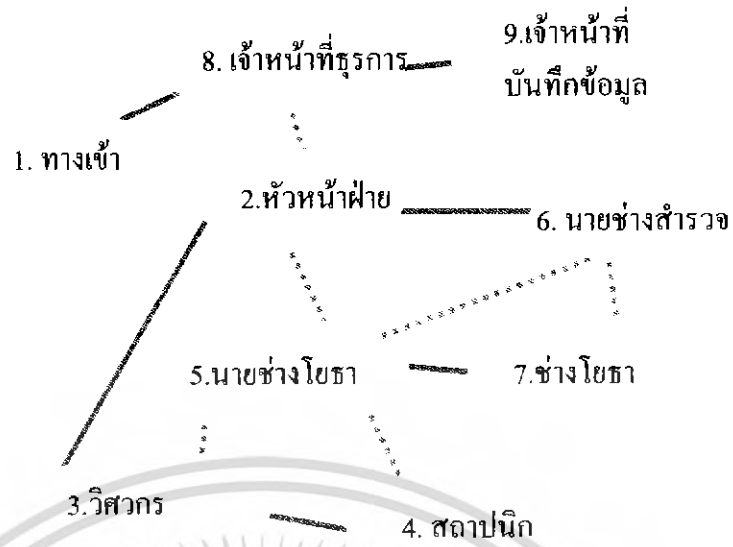 9.เจ้าหน้าที่
8. เจ้าหน้าที่ธุรการ
บันทึกข้อมูล
1. ทางเข้า
2.หัวหน้าฝ่าย
6. นายช่างสำรวจ
5.นายช่างโยธา
7.ช่างโยธา
3.วิศวกร
4. สถาปนิก